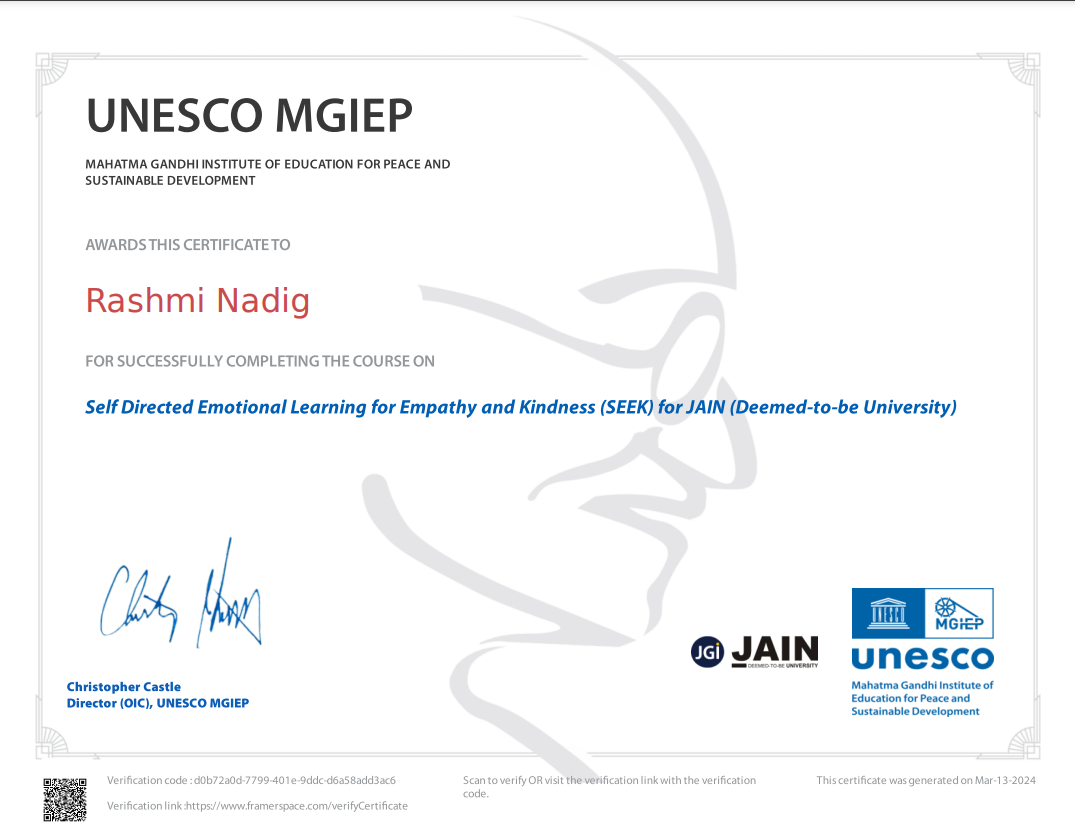 UNESCO MGIEP
MAHATMA GANDHI INSTITUTE OF EDUCATION FOR PEACE AND
SUSTAINABLE DEVELOPMENT
AWARDS THIS CERTIFICATE TO
Rashmi Nadig
FOR SUCCESSFULLY COMPLETING THE COURSE ON
Self Directed Emotional Learning for Empathy and Kindness (SEEK) for JAIN (Deemed-to-be University)
Christopher Castle
Director (OIC), UNESCO MGIEP
JGi JAIN
DEEMED-TO-BE UNIVERSITY
UNESCO
MGIEP
unesco
Mahatma Gandhi Institute of
Education for Peace and
Sustainable Development
Verification code : d0b72a0d-7799-401e-9ddc-d6a58add3ac6
Verification link :https://www.framerspace.com/verifyCertificate
Scan to verify OR visit the verification link with the verification
code.
This certificate was generated on Mar-13-2024